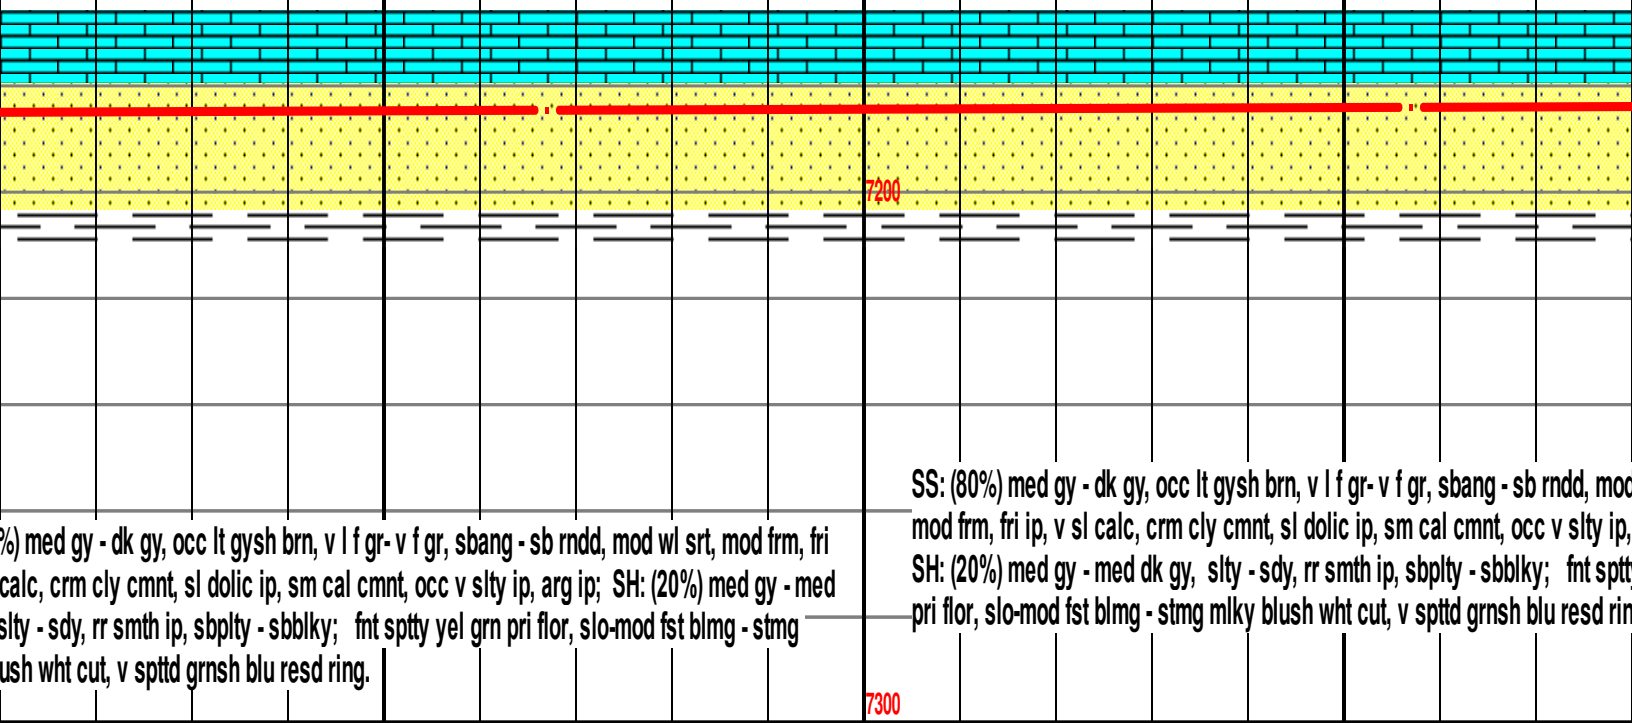 7200
%) med gy - dk gy, occ lt gysh brn, v l f gr- v f gr, sbang - sb rndd, mod wl srt, mod frm, fri
calc, crm cly cmnt, sl dolic ip, sm cal cmnt, occ v slty ip, arg ip;  SH: (20%) med gy - med
slty - sdy, rr smth ip, sbplty - sbblky;   fnt sptty yel grn pri flor, slo-mod fst blmg - stmg
ush wht cut, v spttd grnsh blu resd ring.
SS: (80%) med gy - dk gy, occ lt gysh brn, v l f gr- v f gr, sbang - sb rndd, mod
mod frm, fri ip, v sl calc, crm cly cmnt, sl dolic ip, sm cal cmnt, occ v slty ip,
SH: (20%) med gy - med dk gy,  slty - sdy, rr smth ip, sbplty - sbblky;   fnt sptty
pri flor, slo-mod fst blmg - stmg mlky blush wht cut, v spttd grnsh blu resd rin
7300